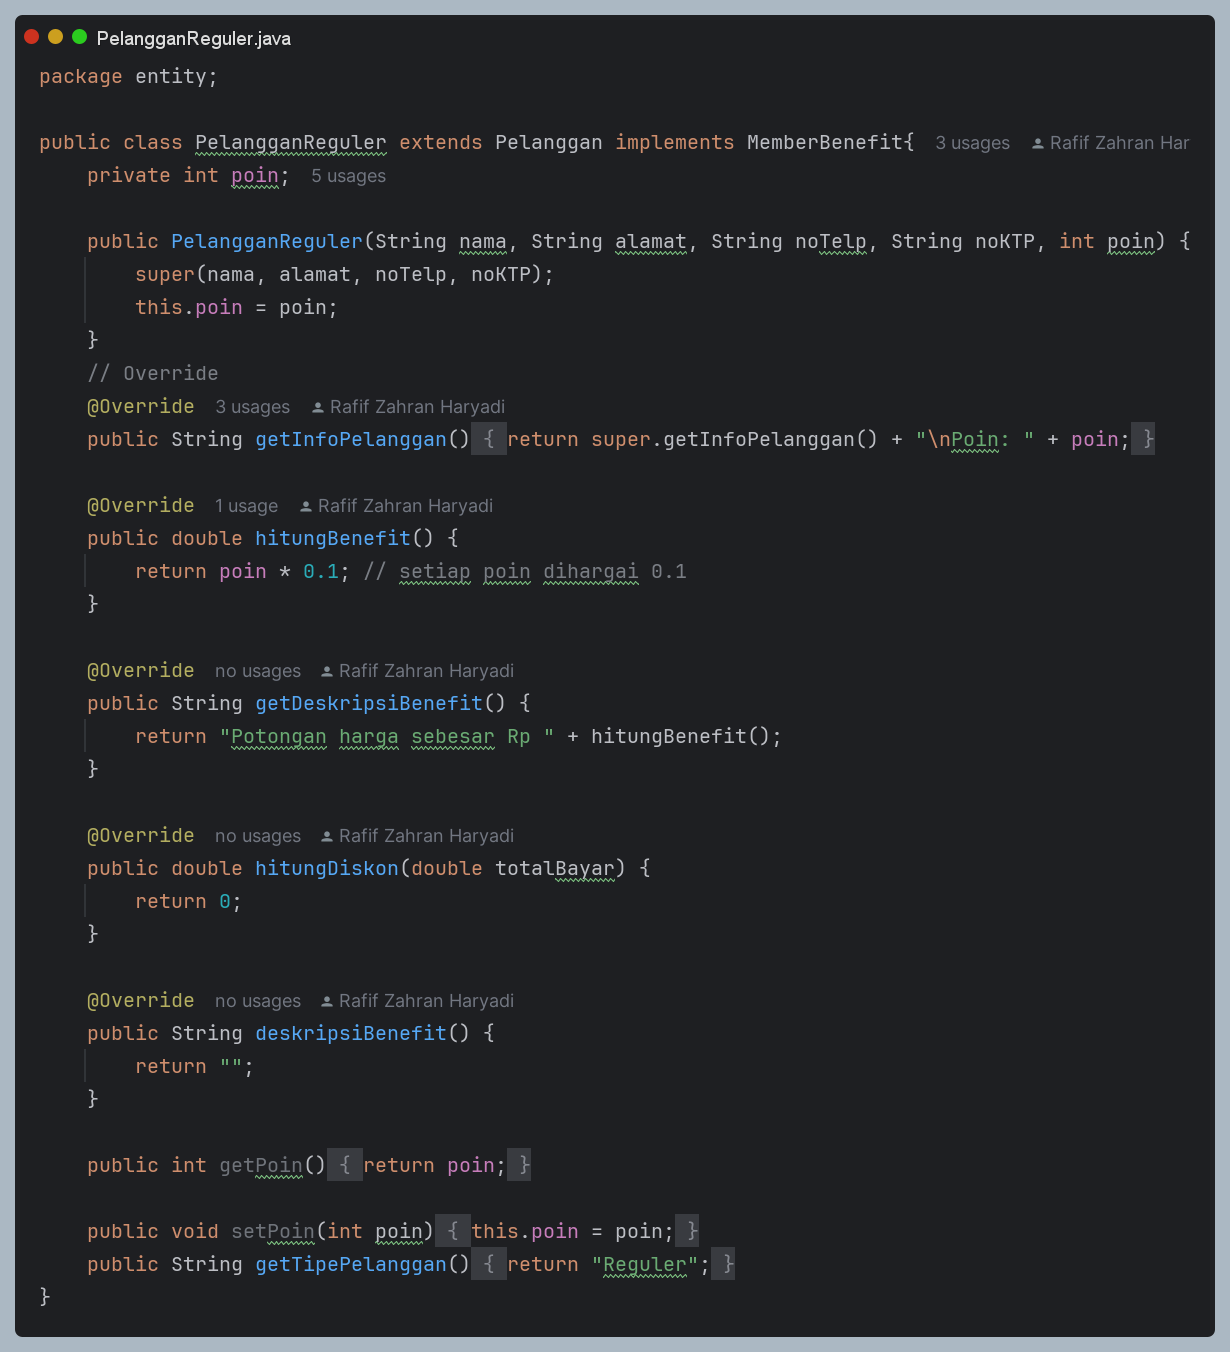 PelangganReguler.java
package entity;
public class PelangganReguler extends Pelanggan implements MemberBenefit{ 3 usages Rafif Zahran Har
private int poin; 5 usages
public PelangganReguler(String nama, String alamat, String noTelp, String noKTP, int poin) {
super(nama, alamat, noTelp, noKTP);
this.poin = poin;
}
// Override
@Override 3 usages Rafif Zahran Haryadi
public String getInfoPelanggan() { return super.getInfoPelanggan() + "\nPoin: " + poin; }
@Override 1 usage Rafif Zahran Haryadi
public double hitungBenefit() {
return poin * 0.1; // setiap poin dihargai 0.1
}
@Override no usages Rafif Zahran Haryadi
public String getDeskripsiBenefit() {
return "Potongan harga sebesar Rp " + hitungBenefit();
}
@Override no usages Rafif Zahran Haryadi
public double hitungDiskon(double totalBayar) {
return 0;
}
@Override no usages Rafif Zahran Haryadi
public String deskripsiBenefit() {
return "";
}
public int getPoin() { return poin; }
public void setPoin(int poin) { this.poin = poin; }
public String getTipePelanggan() { return "Reguler"; }
}